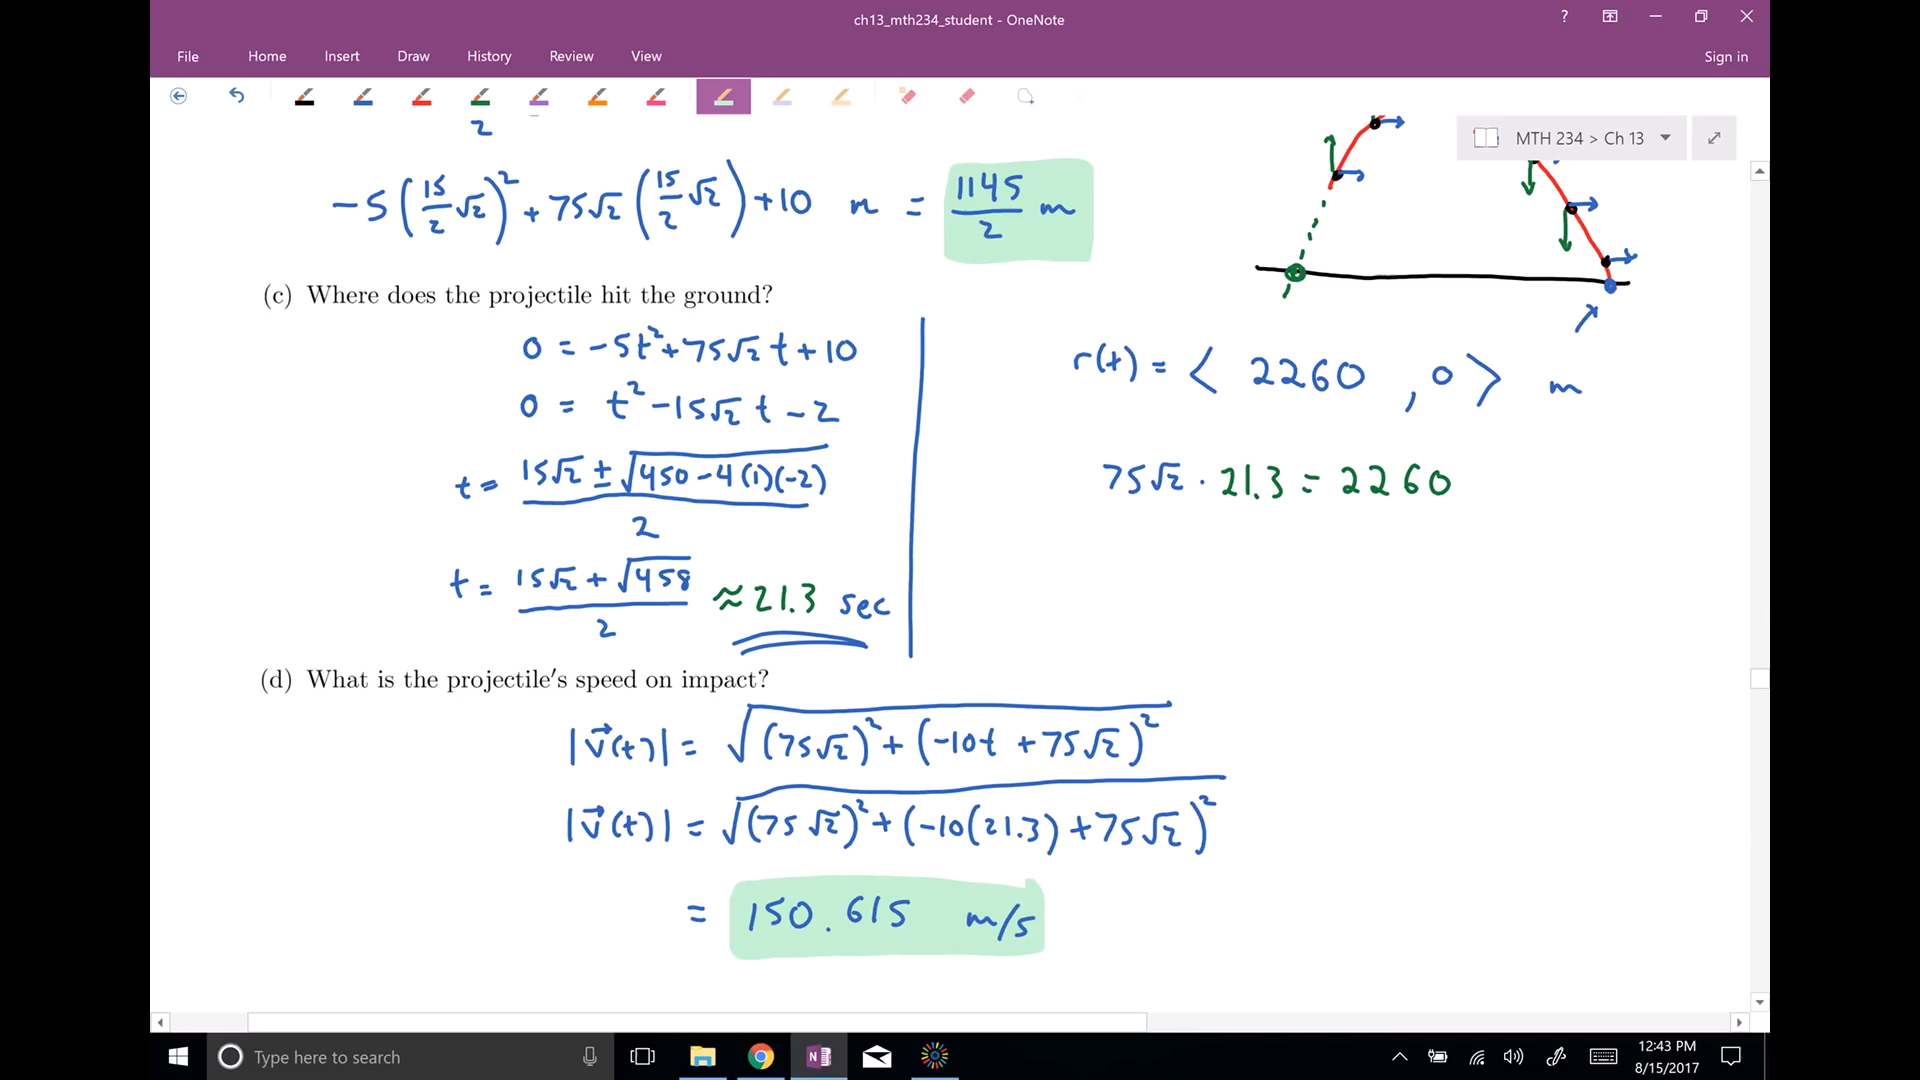 ch13_mth234_student - OneNote
?
File Home Insert Draw History Review View Sign in
MTH 234 > Ch 13
2
-5(15/2 √2)² + 75√2 (15/2 √2) + 10 m = 1145/2 m
(c) Where does the projectile hit the ground?
0 = -5t² + 75√2 t + 10
0 = t² - 15√2 t - 2
t = (15√2 ± √(450 - 4(1)(-2)))/2
t = (15√2 + √458)/2 ≈ 21.3 sec
r(t) = < 2260 , 0 > m
75√2 · 21.3 = 2260
(d) What is the projectile's speed on impact?
|v⃗(t)| = √((75√2)² + (-10t + 75√2)²)
|v⃗(t)| = √((75√2)² + (-10(21.3) + 75√2)²)
= 150.615 m/s
Type here to search
12:43 PM
8/15/2017